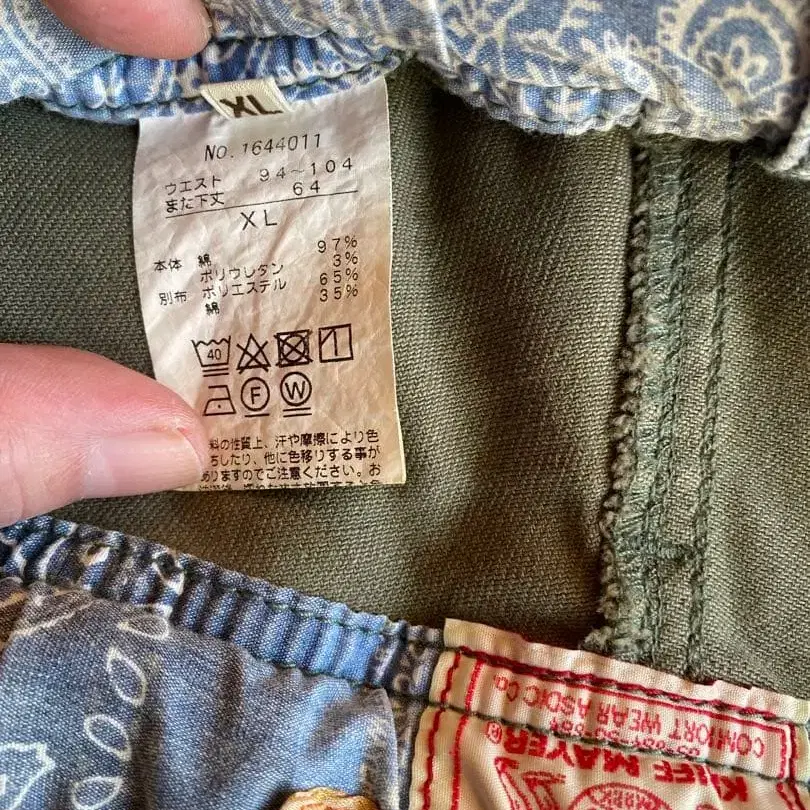 XL
No.1644011
ウエスト 94~104
また下丈 64
XL
本体 綿 97%
ポリウレタン 3%
別布 ポリエステル 65%
綿 35%
40
F W
料の性質上、汗や摩擦により色
ちしたり、他に色移りする事が
ありますのでご注意ください。お
COMFORT WEAR ASDIC Co.
KRIFF MAYER®